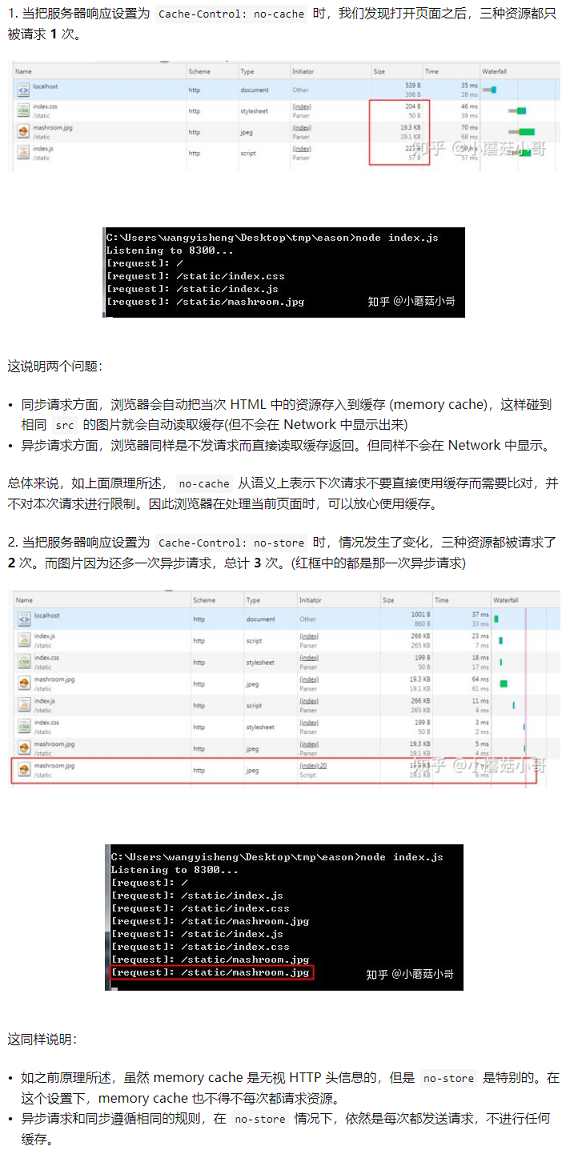 1. 当把服务器响应设置为 Cache-Control: no-cache 时，我们发现打开页面之后，三种资源都只
被请求 1 次。
Name Scheme Type Initiator Size Time Waterfall
localhost http document Other 539 B 398 B 35 ms 28 ms
index.css /static http stylesheet (index) Parser 204 B 50 B 46 ms 39 ms
mashroom.jpg /static http jpeg (index) Parser 19.3 KB 19.1 KB 70 ms 68 ms
index.js /static http script (index) Parser 57 B 57 ms
知乎 @小蘑菇小哥
C:\Users\wangyisheng\Desktop\tmp\eason>node index.js
Listening to 8300...
[request]: /
[request]: /static/index.css
[request]: /static/index.js
[request]: /static/mashroom.jpg
知乎 @小蘑菇小哥
这说明两个问题：
• 同步请求方面，浏览器会自动把当次 HTML 中的资源存入到缓存 (memory cache)，这样碰到
相同 src 的图片就会自动读取缓存(但不会在 Network 中显示出来)
• 异步请求方面，浏览器同样是不发请求而直接读取缓存返回。但同样不会在 Network 中显示。
总体来说，如上面原理所述， no-cache 从语义上表示下次请求不要直接使用缓存而需要比对，并
不对本次请求进行限制。因此浏览器在处理当前页面时，可以放心使用缓存。
2. 当把服务器响应设置为 Cache-Control: no-store 时，情况发生了变化，三种资源都被请求了
2 次。而图片因为还多一次异步请求，总计 3 次。(红框中的都是那一次异步请求)
Name Scheme Type Initiator Size Time Waterfall
localhost http document Other 1001 B 860 B 37 ms 33 ms
index.js /static http script (index) Parser 266 KB 265 KB 23 ms 7 ms
index.css /static http stylesheet (index) Parser 199 B 50 B 18 ms 17 ms
mashroom.jpg /static http jpeg (index) Parser 19.3 KB 19.1 KB 64 ms 61 ms
index.js /static http script (index) Parser 266 KB 265 KB 11 ms 4 ms
index.css /static http stylesheet (index) Parser 199 B 50 B 3 ms 2 ms
mashroom.jpg /static http jpeg (index) Parser 19.3 KB 19.1 KB 5 ms 4 ms
mashroom.jpg /static http jpeg (index):20 Script 19.1 KB 6 ms
知乎 @小蘑菇小哥
C:\Users\wangyisheng\Desktop\tmp\eason>node index.js
Listening to 8300...
[request]: /
[request]: /static/index.js
[request]: /static/index.css
[request]: /static/mashroom.jpg
[request]: /static/index.js
[request]: /static/index.css
[request]: /static/mashroom.jpg
[request]: /static/mashroom.jpg
知乎 @小蘑菇小哥
这同样说明：
• 如之前原理所述，虽然 memory cache 是无视 HTTP 头信息的，但是 no-store 是特别的。在
这个设置下，memory cache 也不得不每次都请求资源。
• 异步请求和同步遵循相同的规则，在 no-store 情况下，依然是每次都发送请求，不进行任何
缓存。